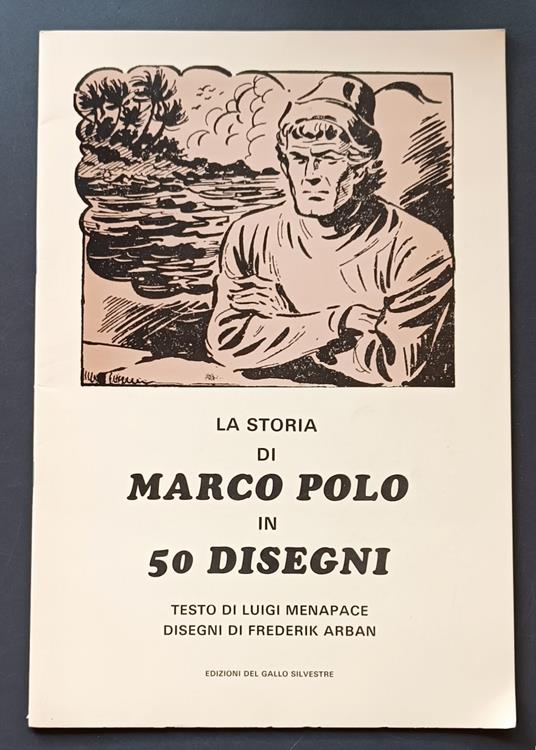 LA STORIA
DI
MARCO POLO
IN
50 DISEGNI
TESTO DI LUIGI MENAPACE
DISEGNI DI FREDERIK ARBAN
EDIZIONI DEL GALLO SILVESTRE